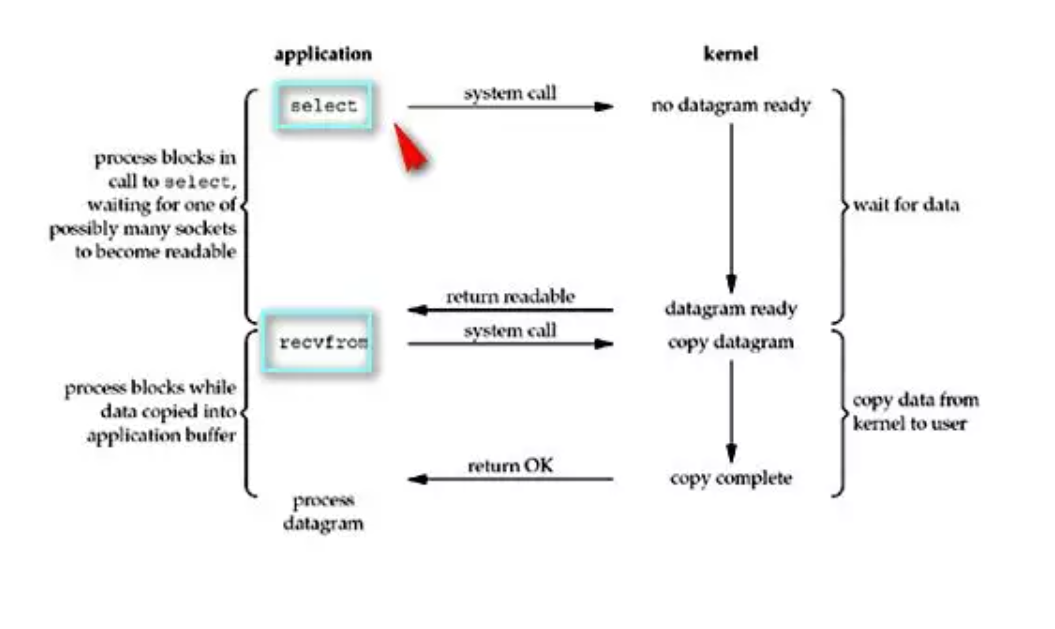 application
kernel
select
system call
no datagram ready
process blocks in
call to select,
waiting for one of
possibly many sockets
to become readable
wait for data
return readable
datagram ready
recvfrom
system call
copy datagram
process blocks while
data copied into
application buffer
copy data from
kernel to user
return OK
copy complete
process
datagram